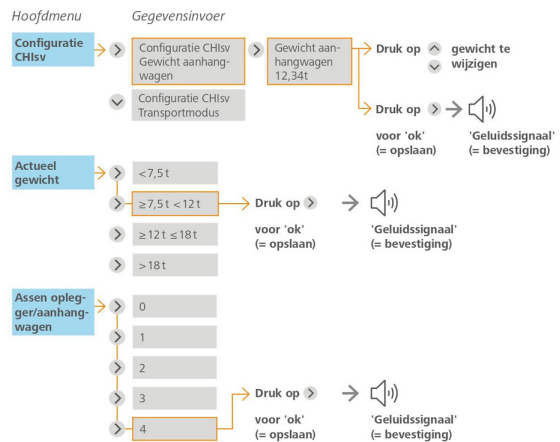 Hoofdmenu
Gegevensinvoer
Configuratie
CHIsv
Configuratie CHIsv
Gewicht aanhang-
wagen
Gewicht aan-
hangwagen
12,34t
Druk op
gewicht te
wijzigen
Configuratie CHIsv
Transportmodus
Druk op
voor 'ok'
(= opslaan)
'Geluidssignaal'
(= bevestiging)
Actueel
gewicht
<7,5 t
≥7,5 t <12 t
Druk op
voor 'ok'
(= opslaan)
'Geluidssignaal'
(= bevestiging)
≥12 t ≤18 t
>18 t
Assen opleg-
gger/aanhang-
wagen
0
1
2
3
4
Druk op
voor 'ok'
(= opslaan)
'Geluidssignaal'
(= bevestiging)